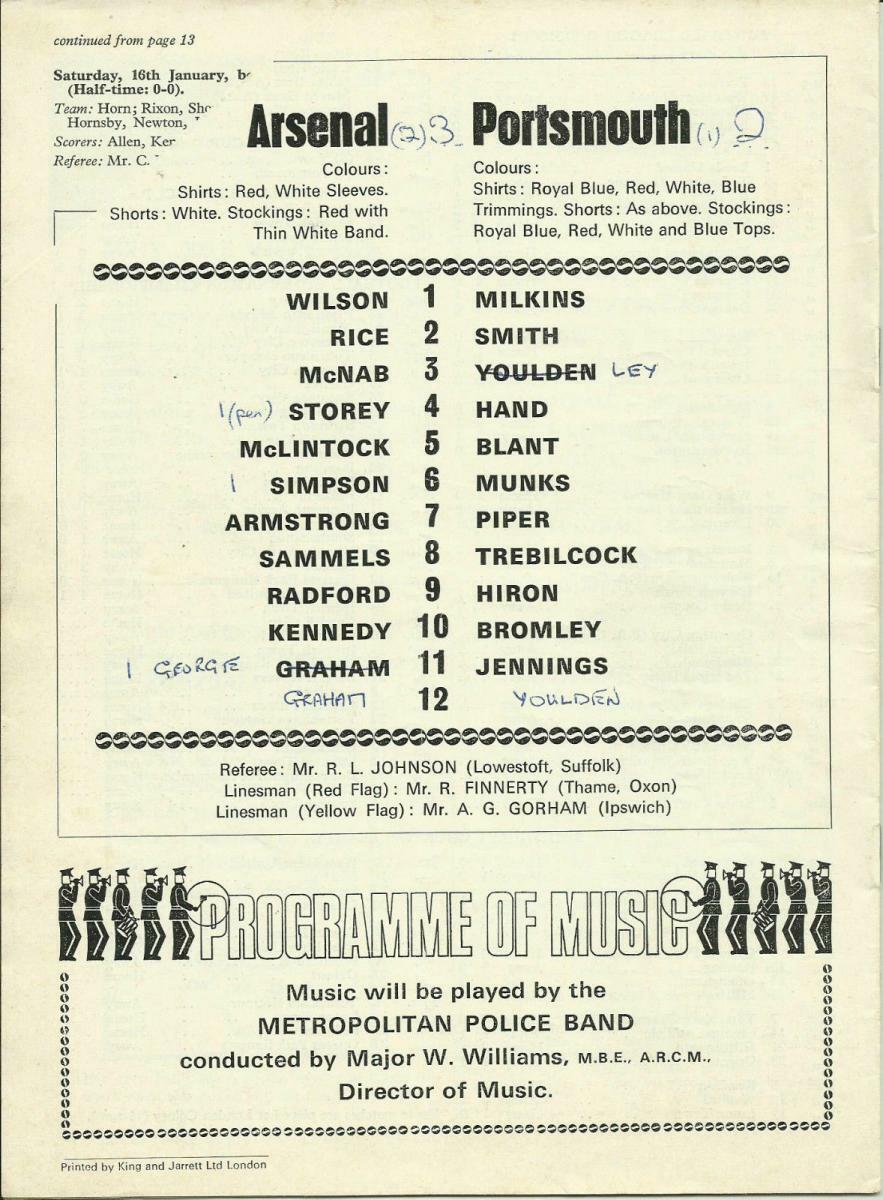 continued from page 13
Saturday, 16th January,
(Half-time: 0-0).
Team: Horn; Rixon,
Hornsby, Newton,
Scorers: Allen,
Referee: Mr. C.
Arsenal (2) 3 Portsmouth (1) 2
Colours:
Shirts: Red, White Sleeves.
Shorts: White. Stockings: Red with
Thin White Band.
Colours:
Shirts: Royal Blue, Red, White, Blue
Trimmings. Shorts: As above. Stockings:
Royal Blue, Red, White and Blue Tops.
WILSON 1 MILKINS
RICE 2 SMITH
McNAB 3 YOULDEN LEY
1 (pen) STOREY 4 HAND
McLINTOCK 5 BLANT
1 SIMPSON 6 MUNKS
ARMSTRONG 7 PIPER
SAMMELS 8 TREBILCOCK
RADFORD 9 HIRON
KENNEDY 10 BROMLEY
1 GEORGE GRAHAM 11 JENNINGS
GRAHAM 12 YOULDEN
Referee: Mr. R. L. JOHNSON (Lowestoft, Suffolk)
Linesman (Red Flag): Mr. R. FINNERTY (Thame, Oxon)
Linesman (Yellow Flag): Mr. A. G. GORHAM (Ipswich)
PROGRAMME OF MUSIC
Music will be played by the
METROPOLITAN POLICE BAND
conducted by Major W. Williams, M.B.E., A.R.C.M.,
Director of Music.
Printed by King and Jarrett Ltd London